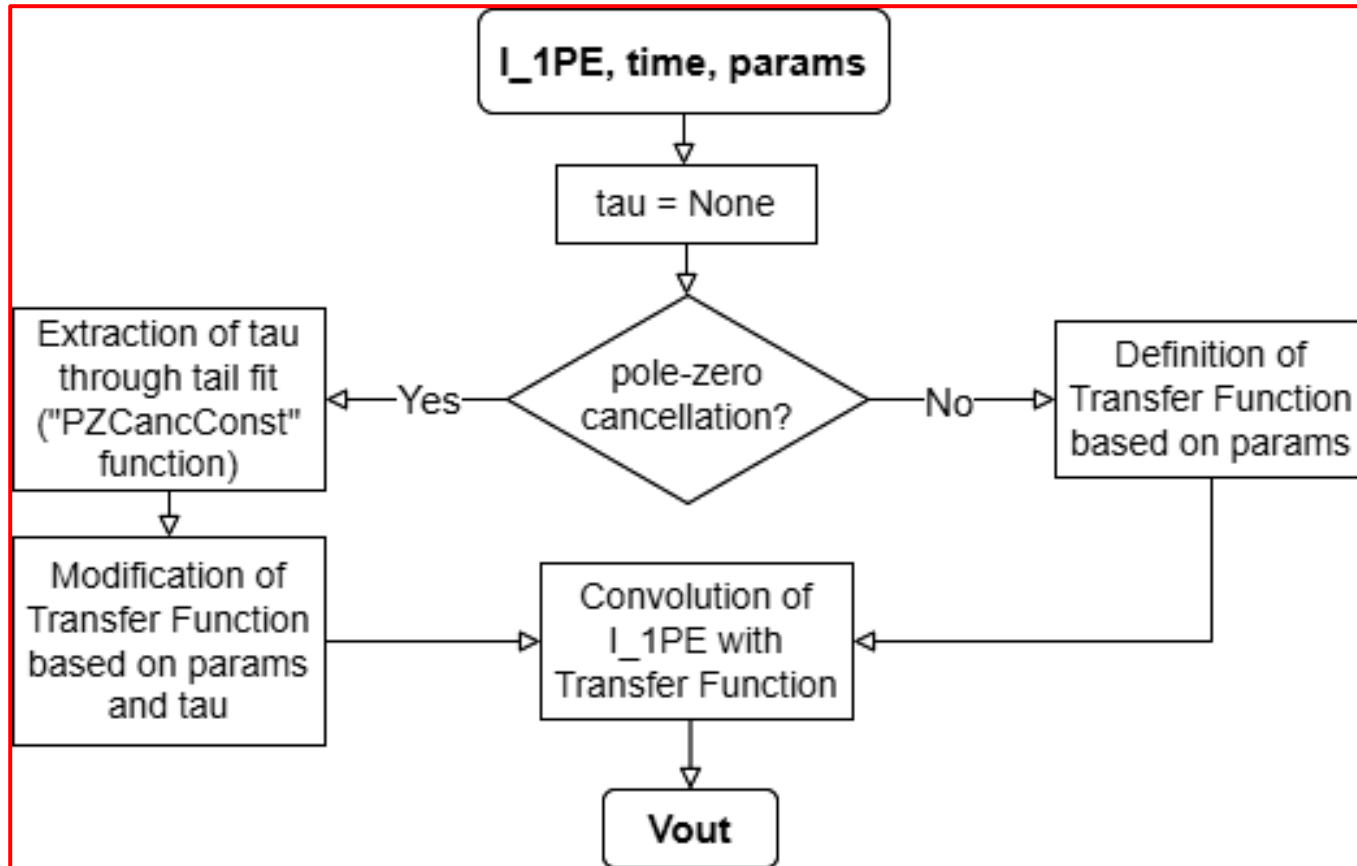 I_1PE, time, params
tau = None
pole-zero
cancellation?
Yes
No
Extraction of tau
through tail fit
("PZCancConst"
function)
Modification of
Transfer Function
based on params
and tau
Definition of
Transfer Function
based on params
Convolution of
I_1PE with
Transfer Function
Vout